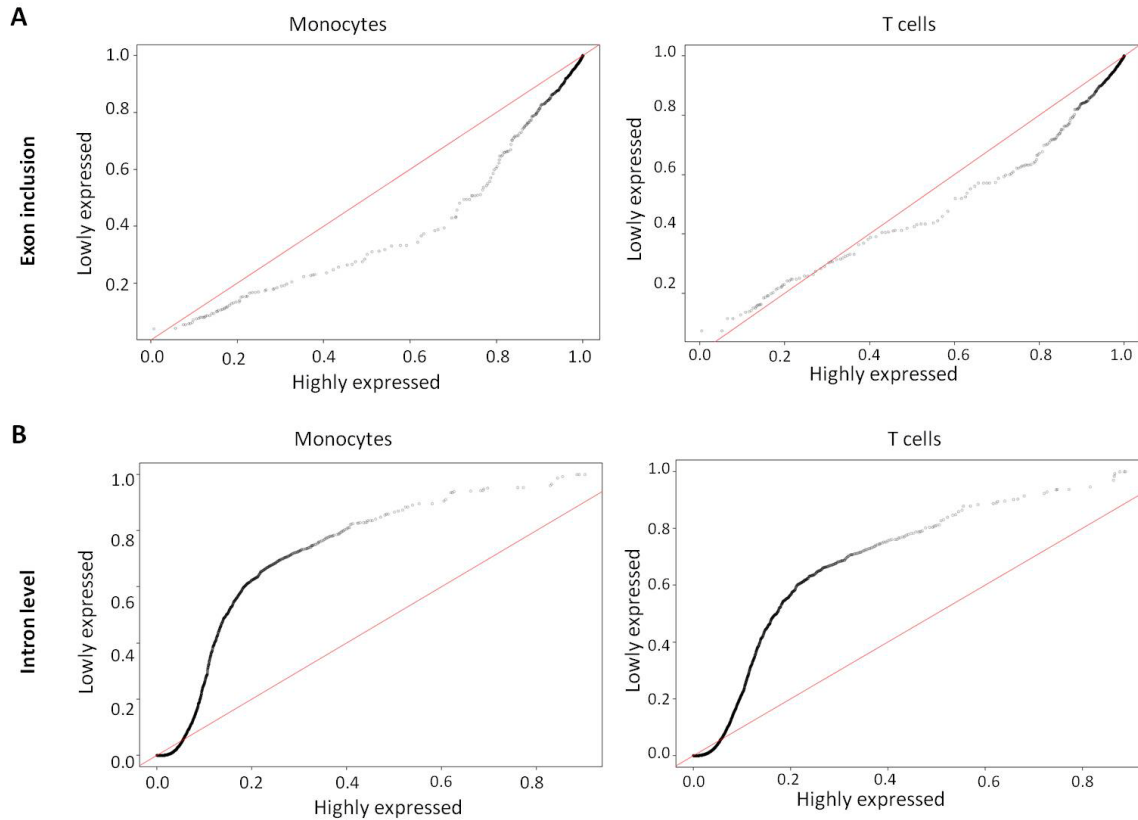 A
Monocytes
T cells
Exon inclusion
Lowly expressed
1.0
0.8
0.6
0.4
0.2
0.0 0.2 0.4 0.6 0.8 1.0
Highly expressed
Lowly expressed
1.0
0.8
0.6
0.4
0.2
0.0 0.2 0.4 0.6 0.8 1.0
Highly expressed
B
Monocytes
T cells
Intron level
Lowly expressed
1.0
0.8
0.6
0.4
0.2
0.0
0.0 0.2 0.4 0.6 0.8
Highly expressed
Lowly expressed
1.0
0.8
0.6
0.4
0.2
0.0
0.0 0.2 0.4 0.6 0.8
Highly expressed